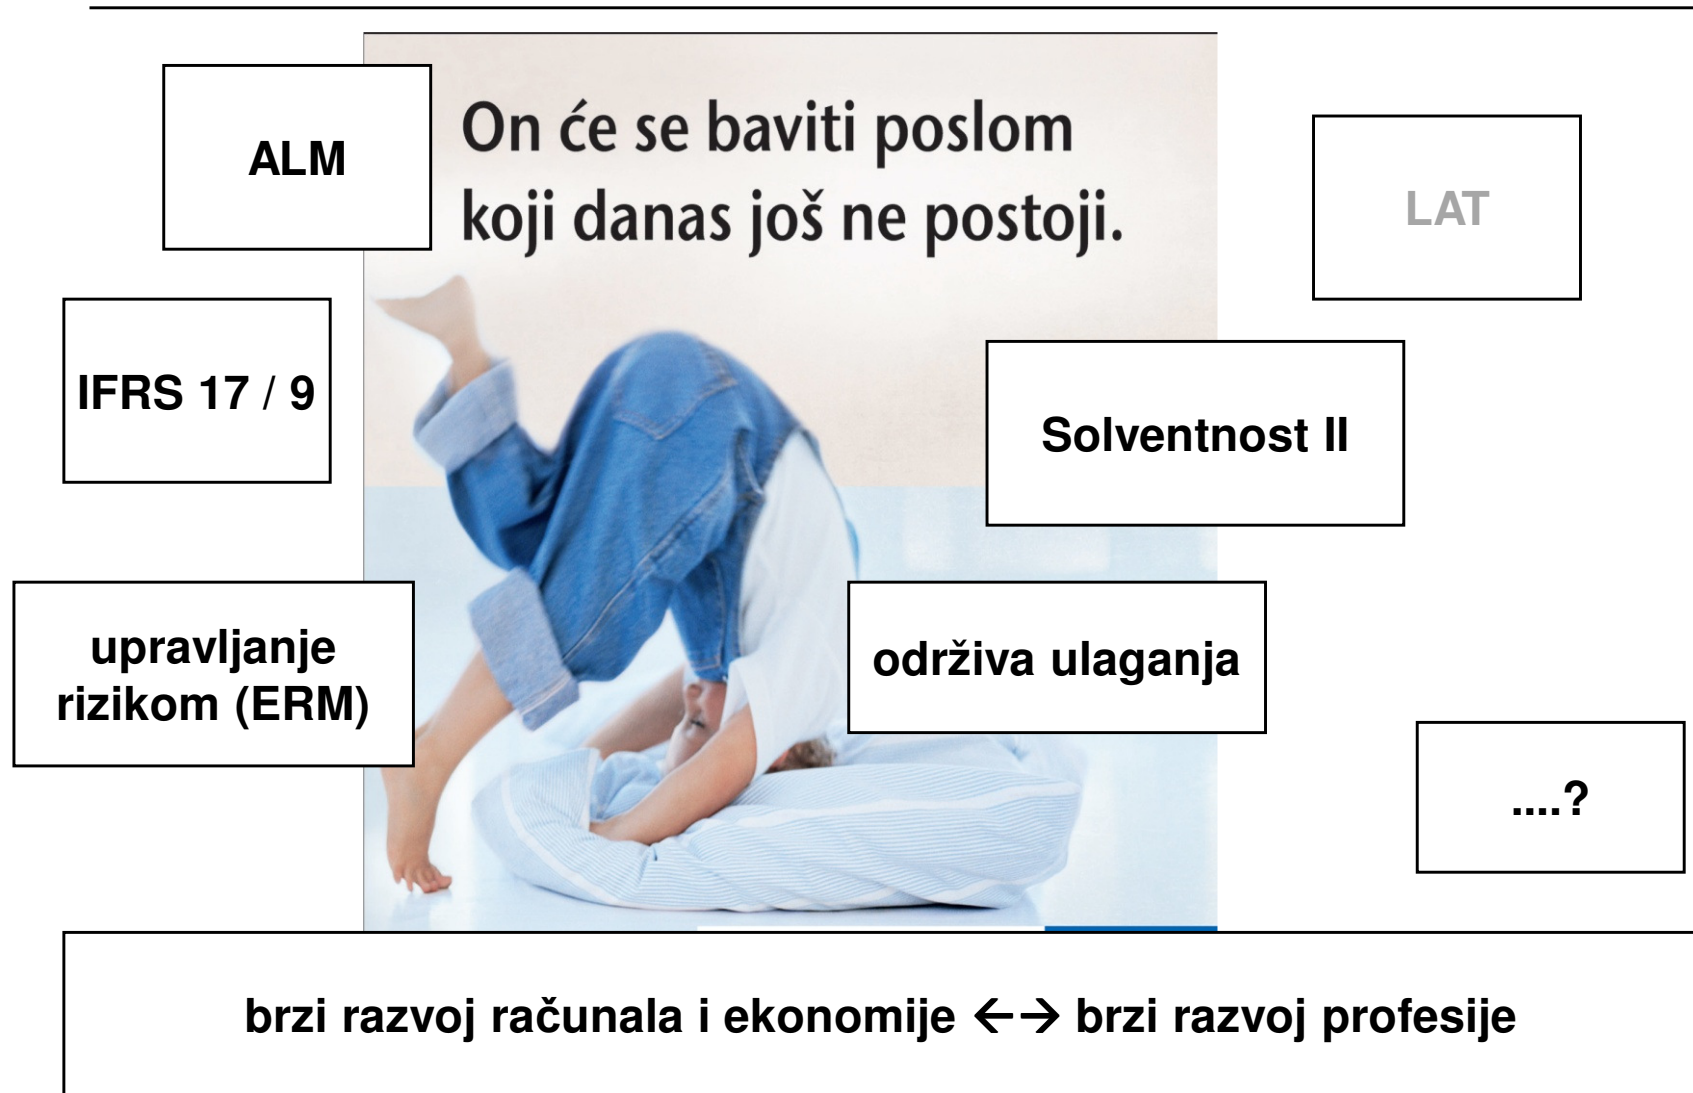 ALM
On će se baviti poslom
koji danas još ne postoji.
LAT
IFRS 17 / 9
Solventnost II
upravljanje
rizikom (ERM)
održiva ulaganja
....?
brzi razvoj računala i ekonomije ←→ brzi razvoj profesije